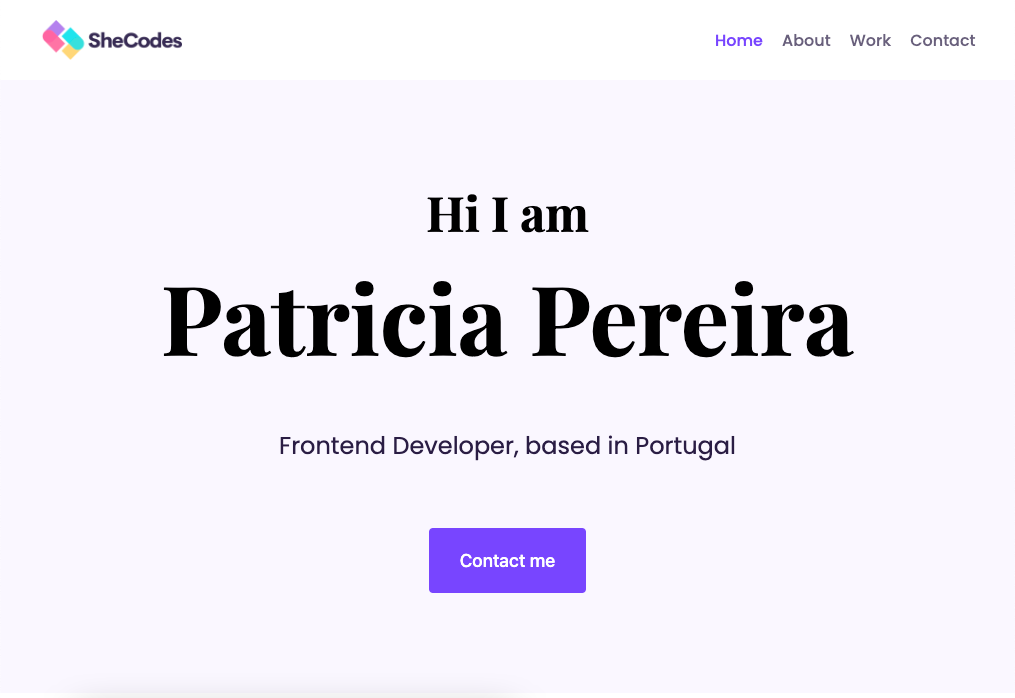 SheCodes
Home About Work Contact
Hi I am
Patricia Pereira
Frontend Developer, based in Portugal
Contact me